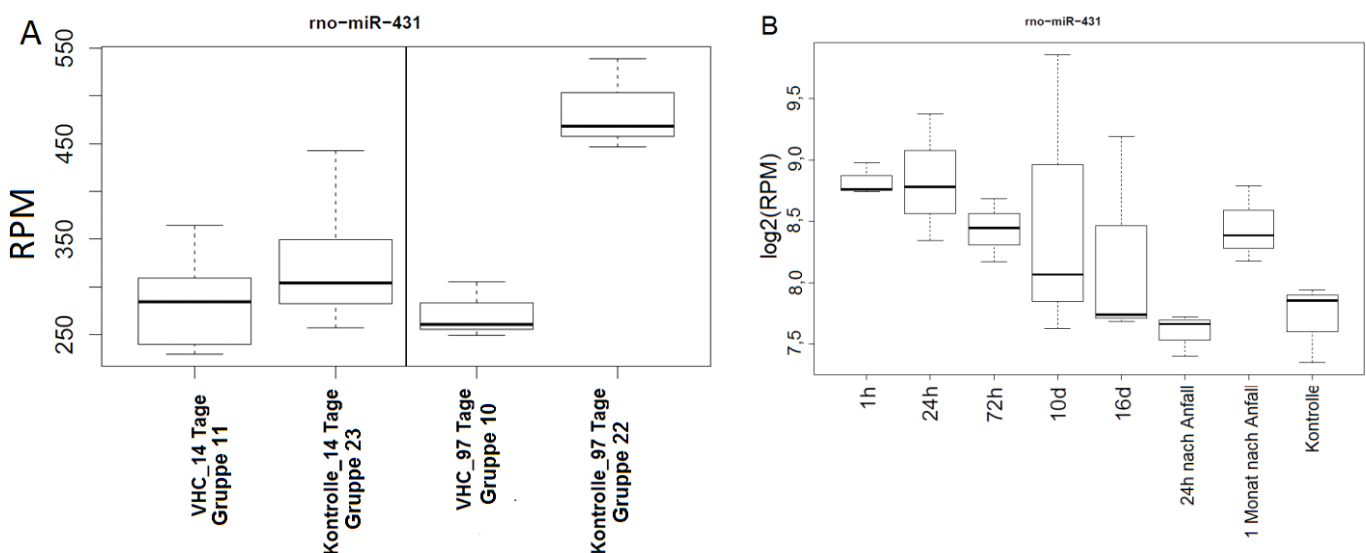 A
rno−miR−431
RPM
550
450
350
250
VHC_14 Tage
Gruppe 11
Kontrolle_14 Tage
Gruppe 23
VHC_97 Tage
Gruppe 10
Kontrolle_97 Tage
Gruppe 22
B
rno−miR−431
log2(RPM)
9,5
9,0
8,5
8,0
7,5
1h
24h
72h
10d
16d
24h nach Anfall
1 Monat nach Anfall
Kontrolle